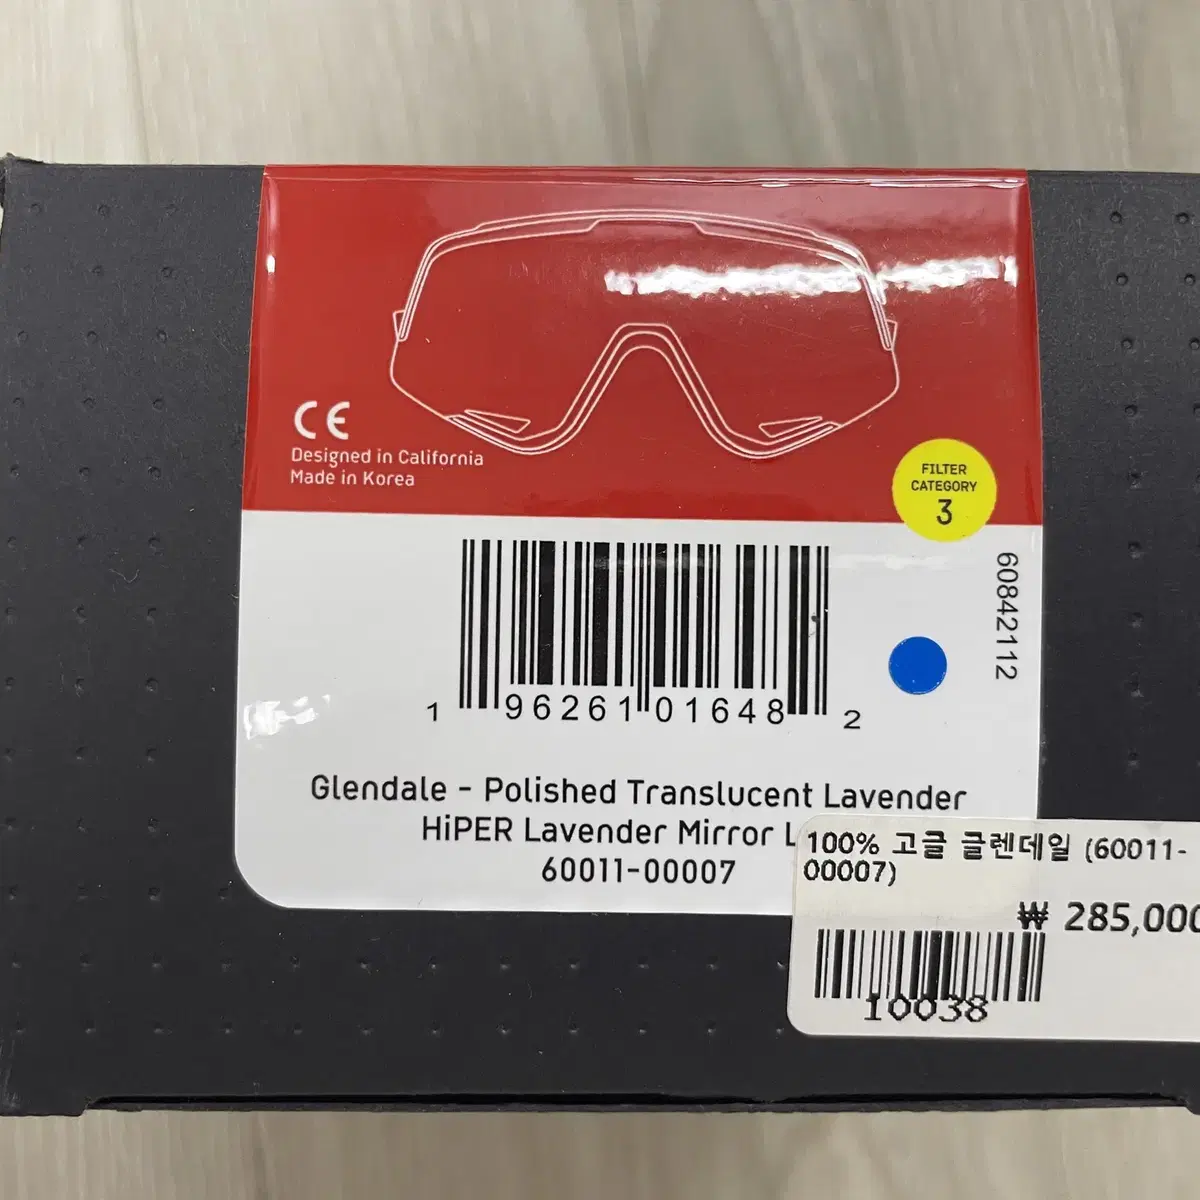 CE
Designed in California
Made in Korea
FILTER
CATEGORY
3
60842112
1 96261 01648 2
Glendale - Polished Translucent Lavender
HiPER Lavender Mirror L
60011-00007
100% 고글 글렌데일 (60011-
00007)
₩ 285,000
10038